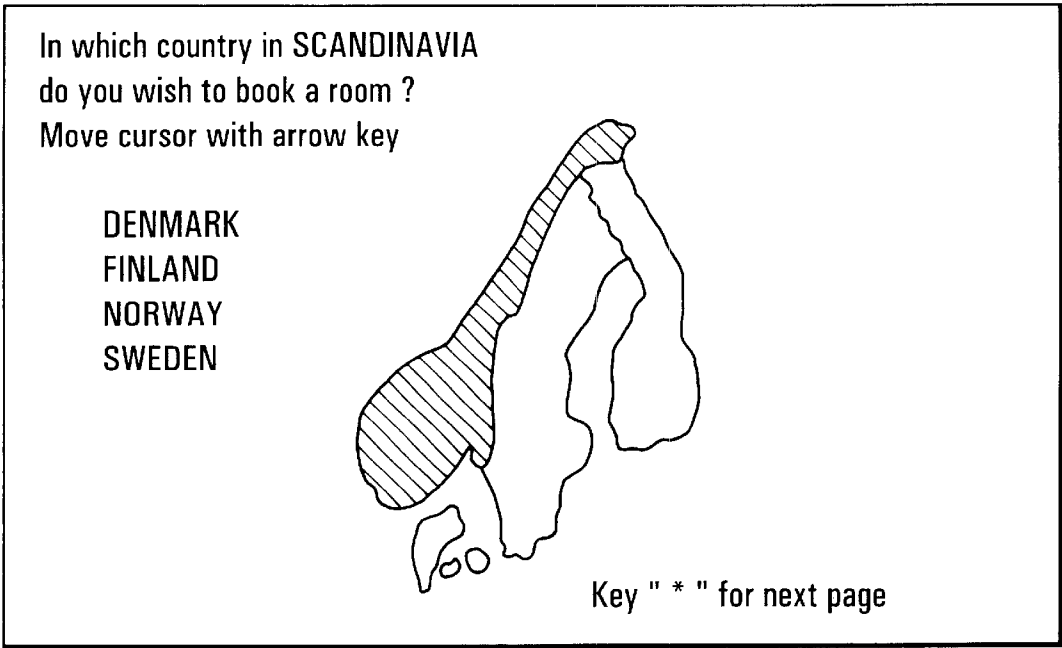 In which country in SCANDINAVIA
do you wish to book a room ?
Move cursor with arrow key
DENMARK
FINLAND
NORWAY
SWEDEN
Key " * " for next page